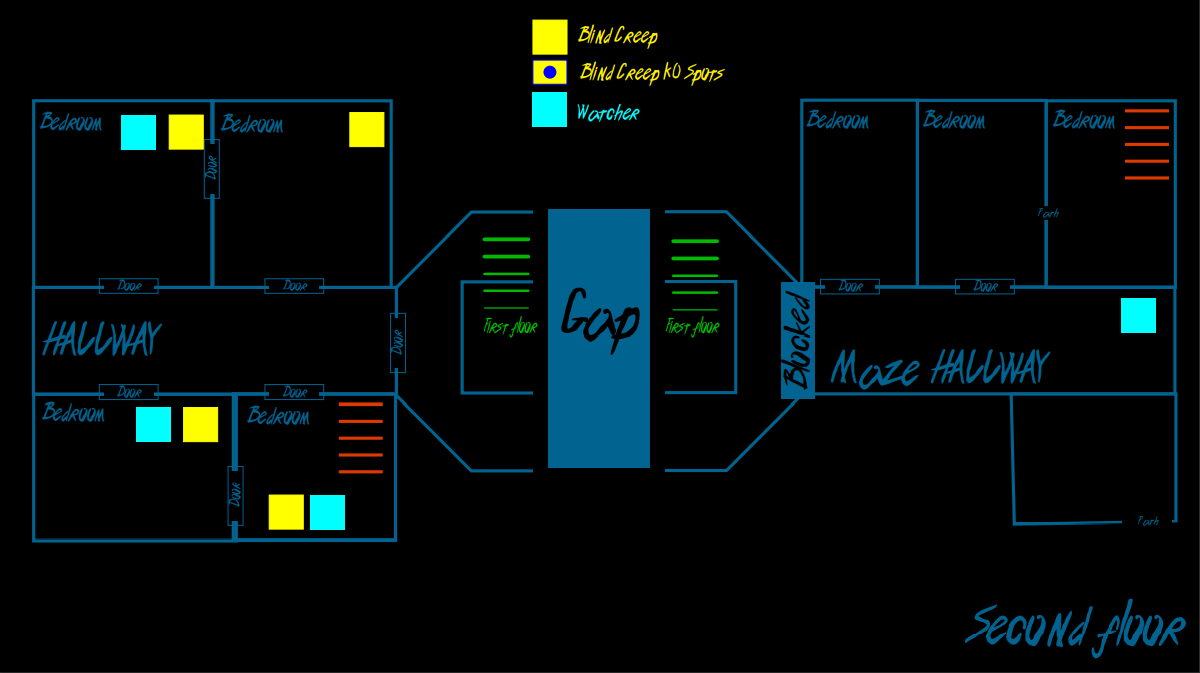 Blind Creep
Blind Creep KO Spots
Watcher
Bedroom
Bedroom
Door
Door
Door
HALLWAY
Door
Door
Door
Bedroom
Bedroom
Door
First floor
Gap
First floor
Blocked
Bedroom
Bedroom
Bedroom
Path
Door
Door
Maze HALLWAY
Path
Second floor